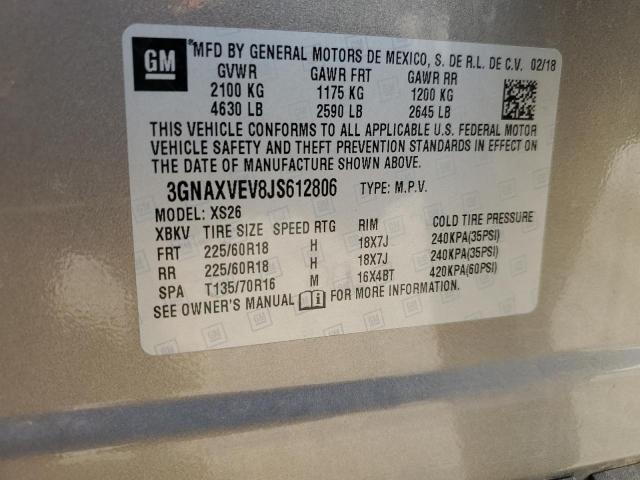 GM
MFD BY GENERAL MOTORS DE MEXICO, S. DE R.L. DE C.V. 02/18
GVWR GAWR FRT GAWR RR
2100 KG 1175 KG 1200 KG
4630 LB 2590 LB 2645 LB
THIS VEHICLE CONFORMS TO ALL APPLICABLE U.S. FEDERAL MOTOR
VEHICLE SAFETY AND THEFT PREVENTION STANDARDS IN EFFECT ON
THE DATE OF MANUFACTURE SHOWN ABOVE.
3GNAXVEV8JS612806 TYPE: M.P.V.
MODEL: XS26
XBKV TIRE SIZE SPEED RTG RIM COLD TIRE PRESSURE
FRT 225/60R18 H 18X7J 240KPA(35PSI)
RR 225/60R18 H 18X7J 240KPA(35PSI)
SPA T135/70R16 M 16X4BT 420KPA(60PSI)
SEE OWNER'S MANUAL FOR MORE INFORMATION.